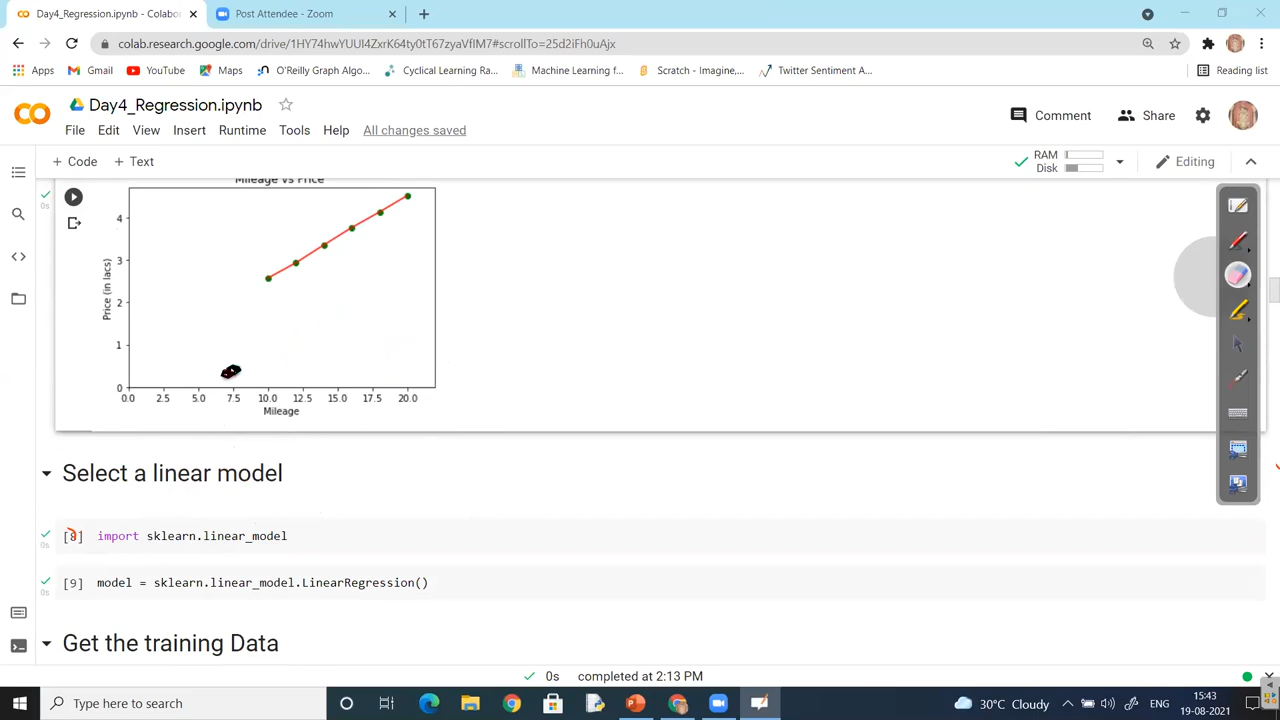 Day4_Regression.ipynb - Colabo
Post Attendee - Zoom
colab.research.google.com/drive/1HY74hwYUUI4ZxrK64ty0tT67zyaVfIM7#scrollTo=25d2iFh0uAjx
Apps
Gmail
YouTube
Maps
O'Reilly Graph Algo...
Cyclical Learning Ra...
Machine Learning f...
Scratch - Imagine,...
Twitter Sentiment A...
Reading list
Day4_Regression.ipynb
Comment
Share
File Edit View Insert Runtime Tools Help All changes saved
+ Code + Text
RAM
Disk
Editing
Mileage vs Price
0s
4
3
2
1
0
Price (in lacs)
0.0 2.5 5.0 7.5 10.0 12.5 15.0 17.5 20.0
Mileage
Select a linear model
[8] import sklearn.linear_model
0s
[9] model = sklearn.linear_model.LinearRegression()
0s
Get the training Data
0s completed at 2:13 PM
Type here to search
30°C Cloudy
ENG
15:43
19-08-2021